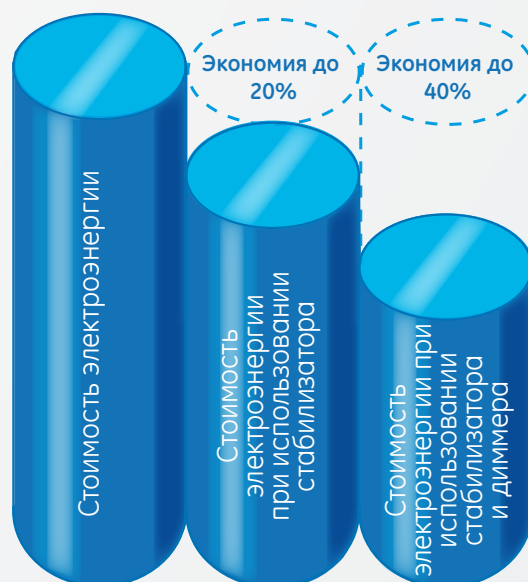 Экономия до
20%
Экономия до
40%
Стоимость электроэнергии
Стоимость
электроэнергии
при использовании
стабилизатора
Стоимость
электроэнергии при
использовании
стабилизатора
и диммера